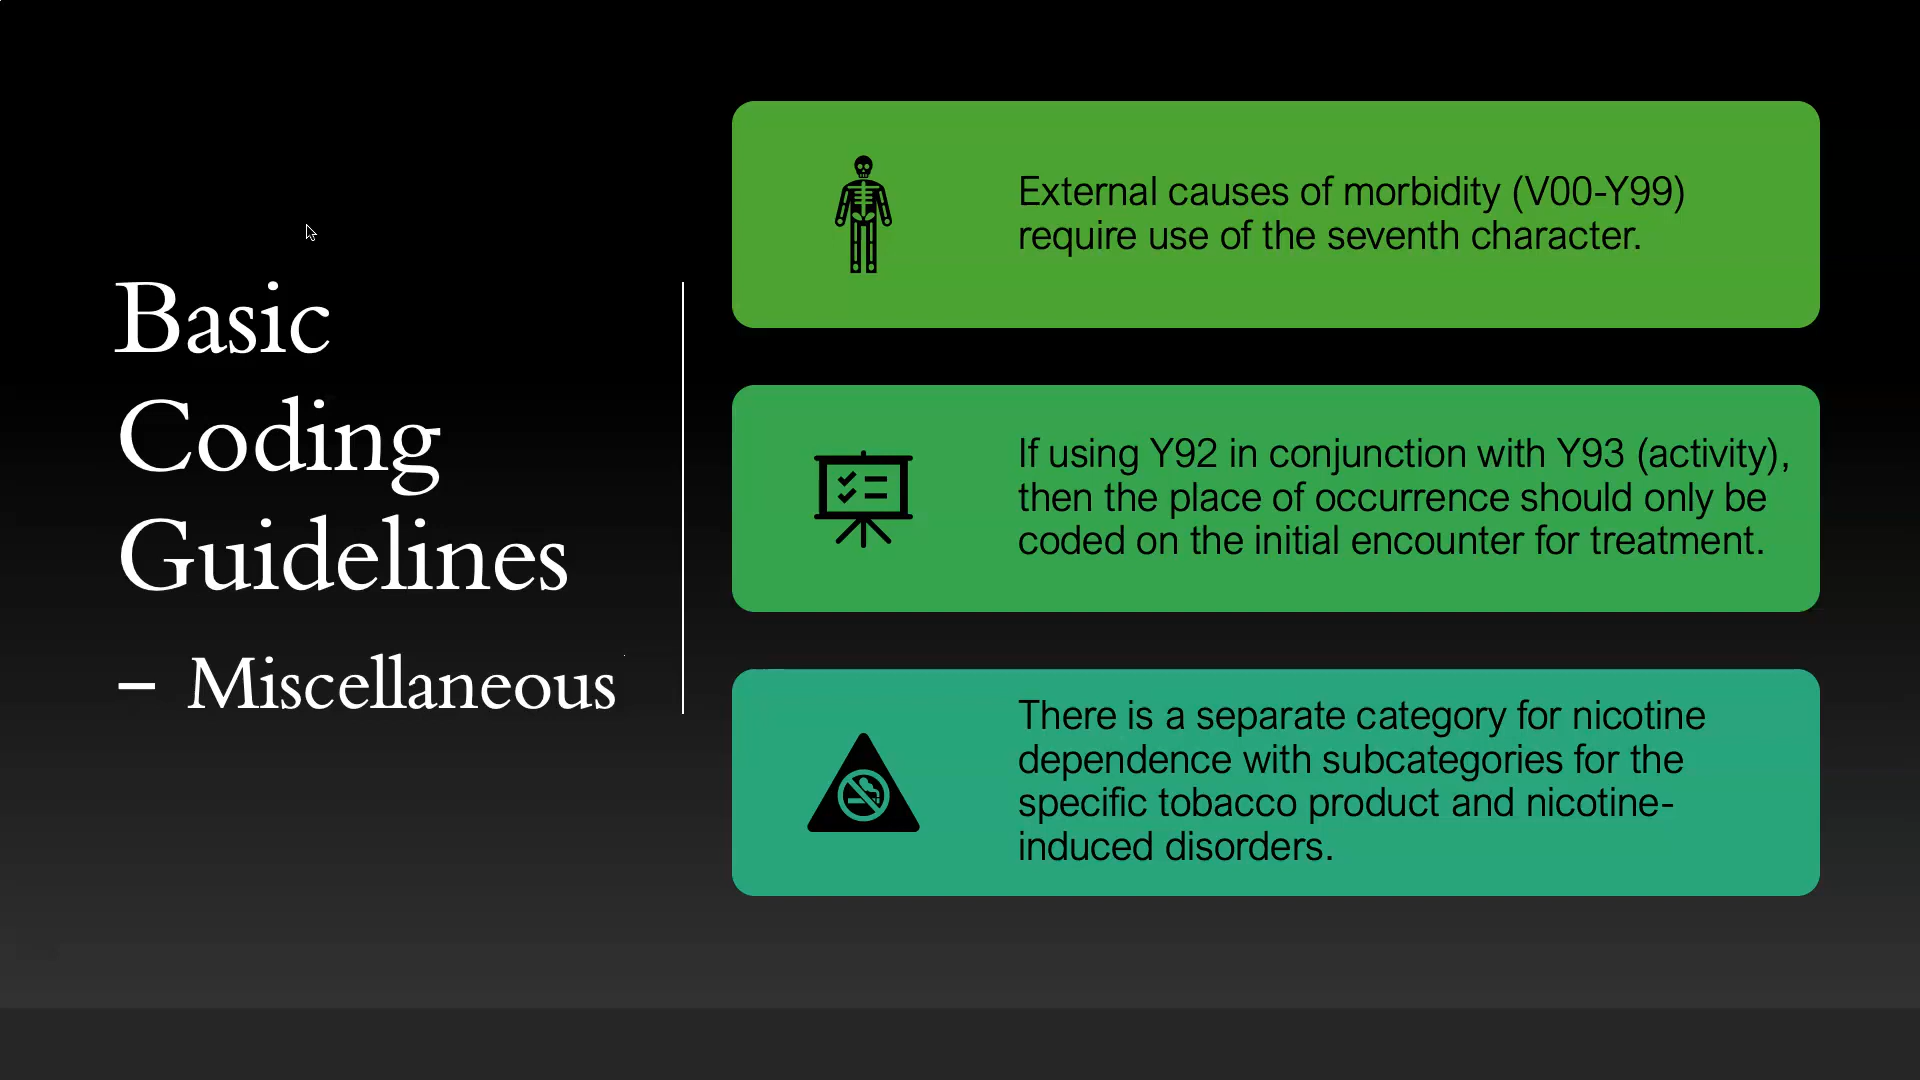 Basic
Coding
Guidelines
– Miscellaneous
External causes of morbidity (V00-Y99)
require use of the seventh character.
If using Y92 in conjunction with Y93 (activity),
then the place of occurrence should only be
coded on the initial encounter for treatment.
There is a separate category for nicotine
dependence with subcategories for the
specific tobacco product and nicotine-
induced disorders.